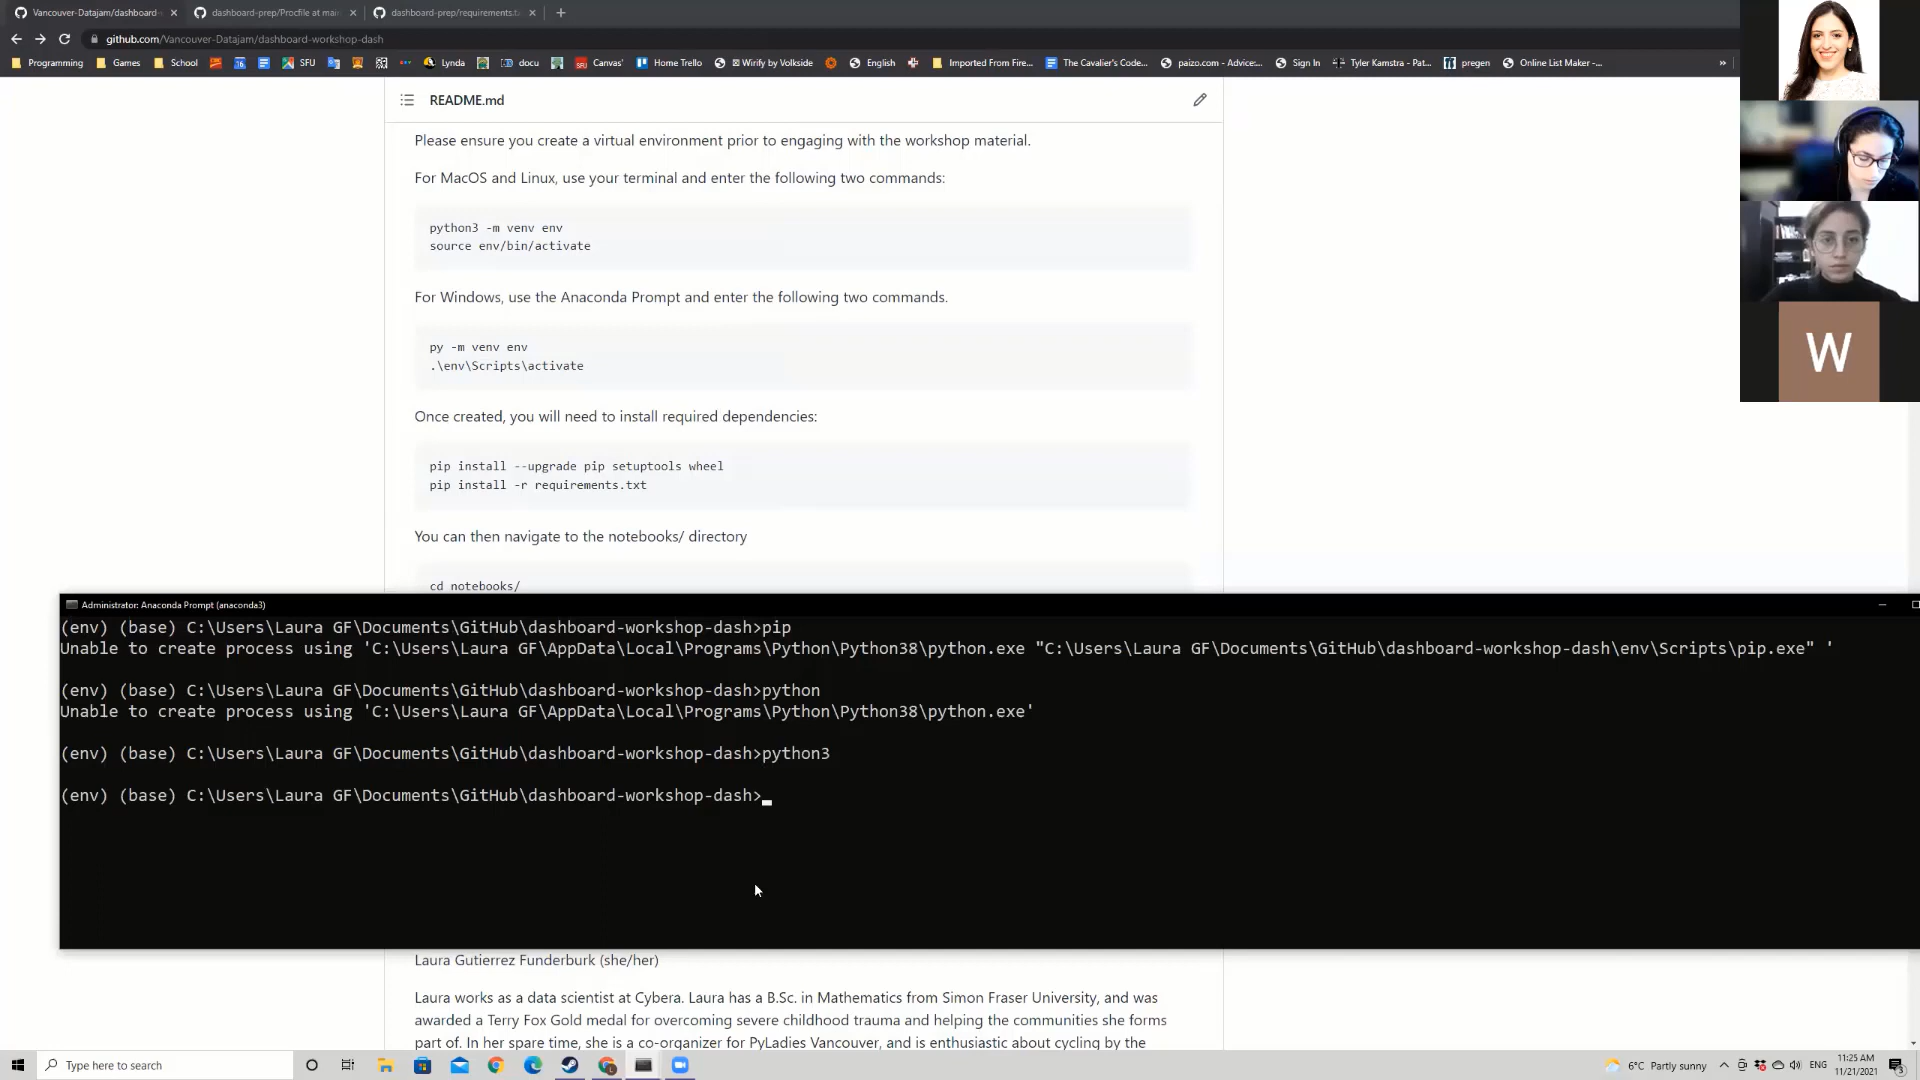 Vancouver-Datajam/dashboard-
dashboard-prep/Procfile at mai
dashboard-prep/requirements.t
github.com/Vancouver-Datajam/dashboard-workshop-dash
Programming Games School SFU Lynda docu Canvas' Home Trello Wirify by Volkside English Imported From Fire... The Cavalier's Code... paizo.com - Advice:... Sign In Tyler Kamstra - Pat... pregen Online List Maker -...
README.md
Please ensure you create a virtual environment prior to engaging with the workshop material.
For MacOS and Linux, use your terminal and enter the following two commands:
python3 -m venv env
source env/bin/activate
For Windows, use the Anaconda Prompt and enter the following two commands.
py -m venv env
.\env\Scripts\activate
W
Once created, you will need to install required dependencies:
pip install --upgrade pip setuptools wheel
pip install -r requirements.txt
You can then navigate to the notebooks/ directory
cd notebooks/
Administrator: Anaconda Prompt (anaconda3)
(env) (base) C:\Users\Laura GF\Documents\GitHub\dashboard-workshop-dash>pip
Unable to create process using 'C:\Users\Laura GF\AppData\Local\Programs\Python\Python38\python.exe "C:\Users\Laura GF\Documents\GitHub\dashboard-workshop-dash\env\Scripts\pip.exe" '
(env) (base) C:\Users\Laura GF\Documents\GitHub\dashboard-workshop-dash>python
Unable to create process using 'C:\Users\Laura GF\AppData\Local\Programs\Python\Python38\python.exe'
(env) (base) C:\Users\Laura GF\Documents\GitHub\dashboard-workshop-dash>python3
(env) (base) C:\Users\Laura GF\Documents\GitHub\dashboard-workshop-dash>
Laura Gutierrez Funderburk (she/her)
Laura works as a data scientist at Cybera. Laura has a B.Sc. in Mathematics from Simon Fraser University, and was
awarded a Terry Fox Gold medal for overcoming severe childhood trauma and helping the communities she forms
part of. In her spare time, she is a co-organizer for PyLadies Vancouver, and is enthusiastic about cycling by the
Type here to search
6°C Partly sunny
ENG
11:25 AM
11/21/2021